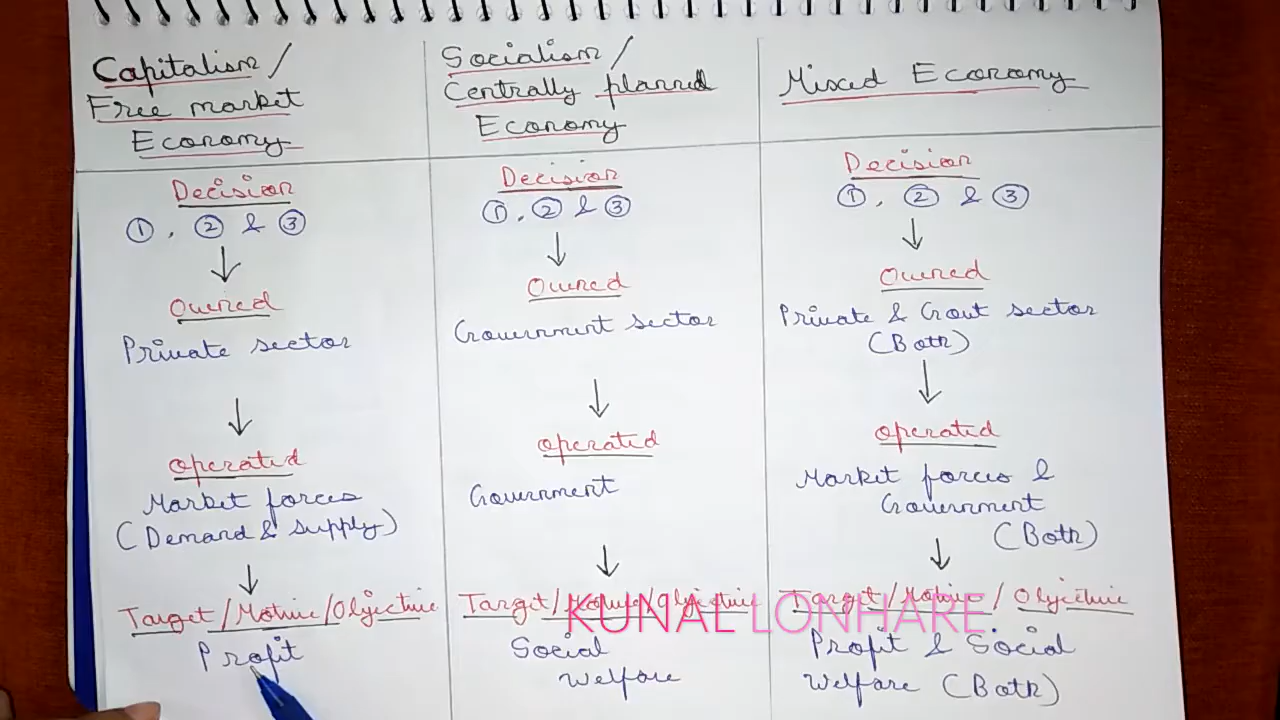 Capitalism /
Free market
Economy
Decision
①, ② & ③
Owned
Private sector
Operated
Market forces
(Demand & supply)
Target/Motive/Objective
Profit
Socialism /
Centrally planned
Economy
Decision
①, ② & ③
Owned
Government sector
Operated
Government
Target/Motive/Objective
Social
Welfare
Mixed Economy
Decision
①, ② & ③
Owned
Private & Govt sector
(Both)
Operated
Market forces &
Government
(Both)
Target/Motive/Objective
Profit & Social
Welfare (Both)
KUNAL LONHARE.